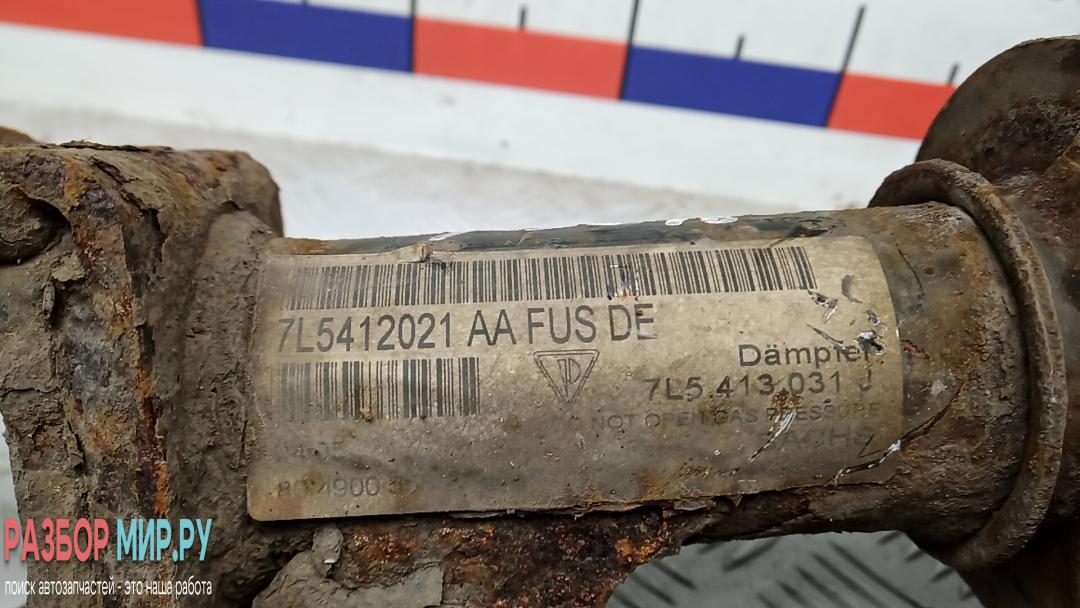 7L5412021 AA FUS DE
Dämpfer
7L5.413.031 J
NOT OPEN GAS PRESSURE
РАЗБОР МИР.РУ
поиск автозапчастей - это наша работа